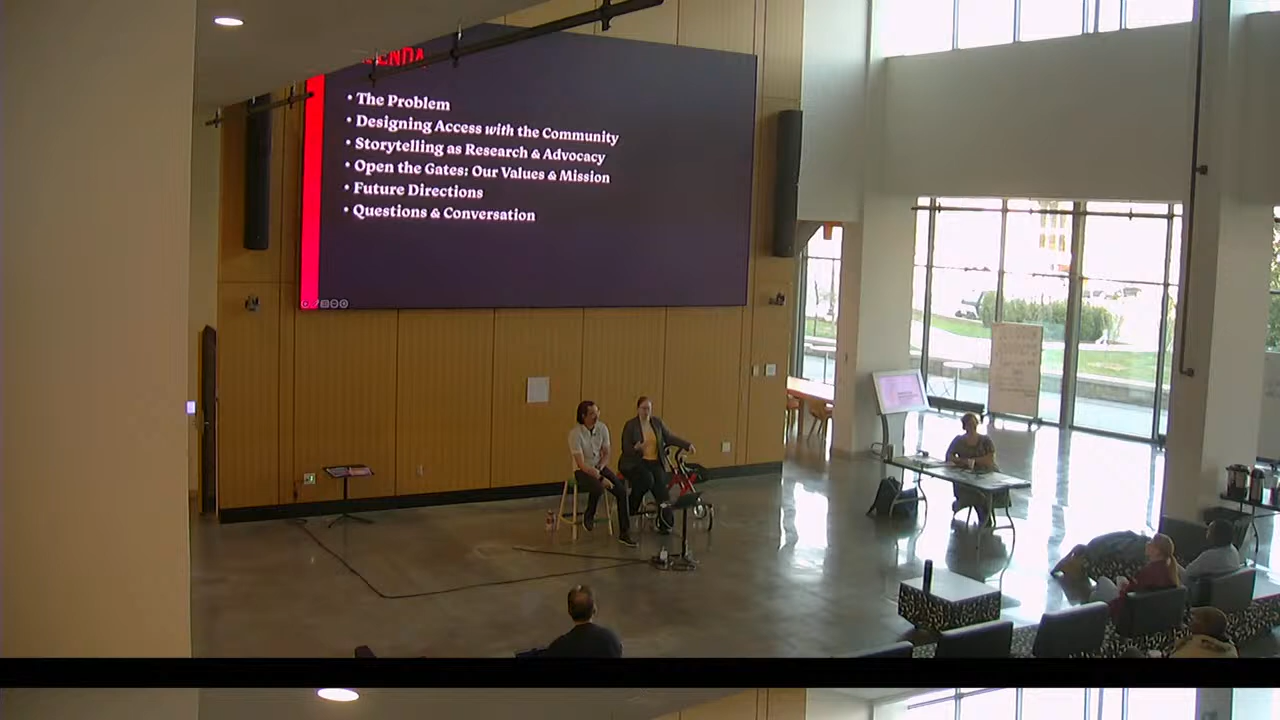 ENDA
• The Problem
• Designing Access with the Community
• Storytelling as Research & Advocacy
• Open the Gates: Our Values & Mission
• Future Directions
• Questions & Conversation